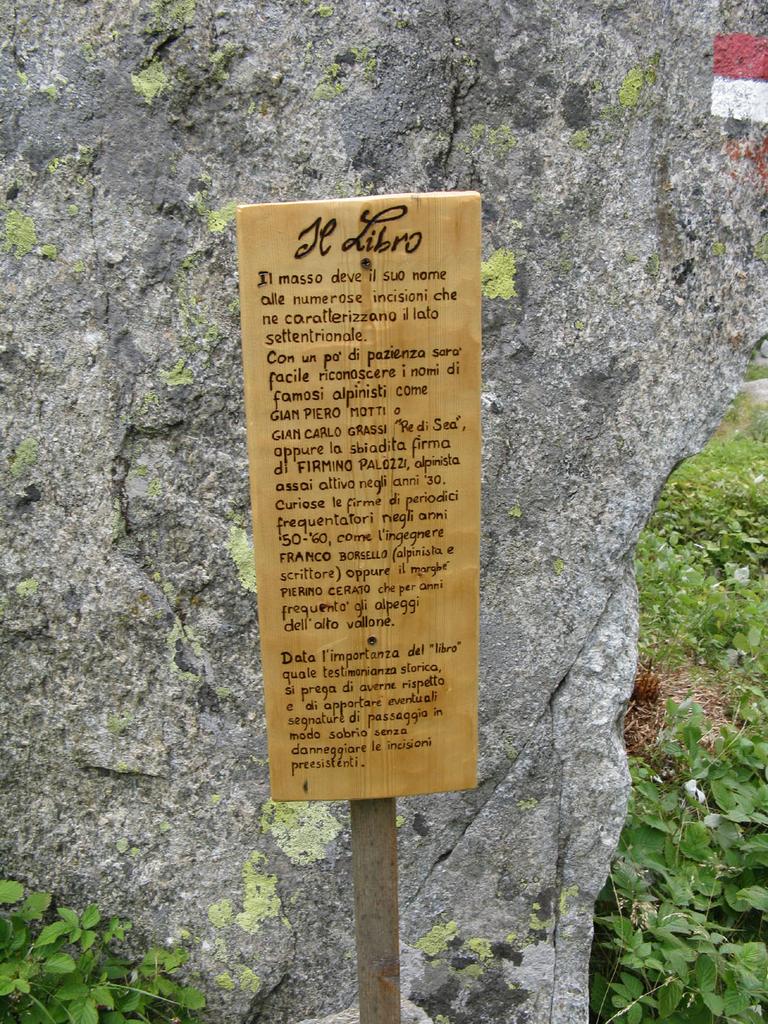 Il Libro
Il masso deve il suo nome
alle numerose incisioni che
ne caratterizzano il lato
settentrionale.
Con un po' di pazienza sara'
facile riconoscere i nomi di
famosi alpinisti come
GIAN PIERO MOTTI o
GIAN CARLO GRASSI "Re di Sea",
oppure la sbiadita firma
di FIRMINO PALOZZI, alpinista
assai attivo negli anni '30.
Curiose le firme di periodici
frequentatori negli anni
'50-'60, come l'ingegnere
FRANCO BORSELLO (alpinista e
scrittore) oppure il marghe'
PIERINO CERATO che per anni
frequento' gli alpeggi
dell'alto vallone.
Data l'importanza del "libro"
quale testimonianza storica,
si prega di averne rispetto
e di apportare eventuali
segnature di passaggio in
modo sobrio senza
danneggiare le incisioni
preesistenti.